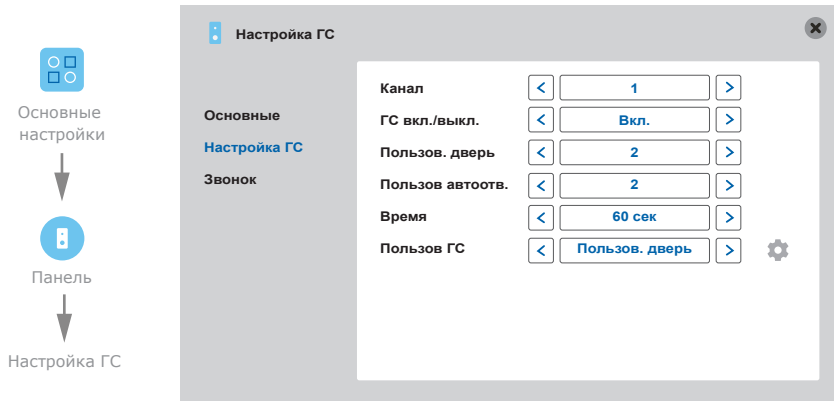 Основные
настройки
Панель
Настройка ГС
Настройка ГС
Основные
Настройка ГС
Звонок
Канал
1
ГС вкл./выкл.
Вкл.
Пользов. дверь
2
Пользов автоотв.
2
Время
60 сек
Пользов ГС
Пользов. дверь